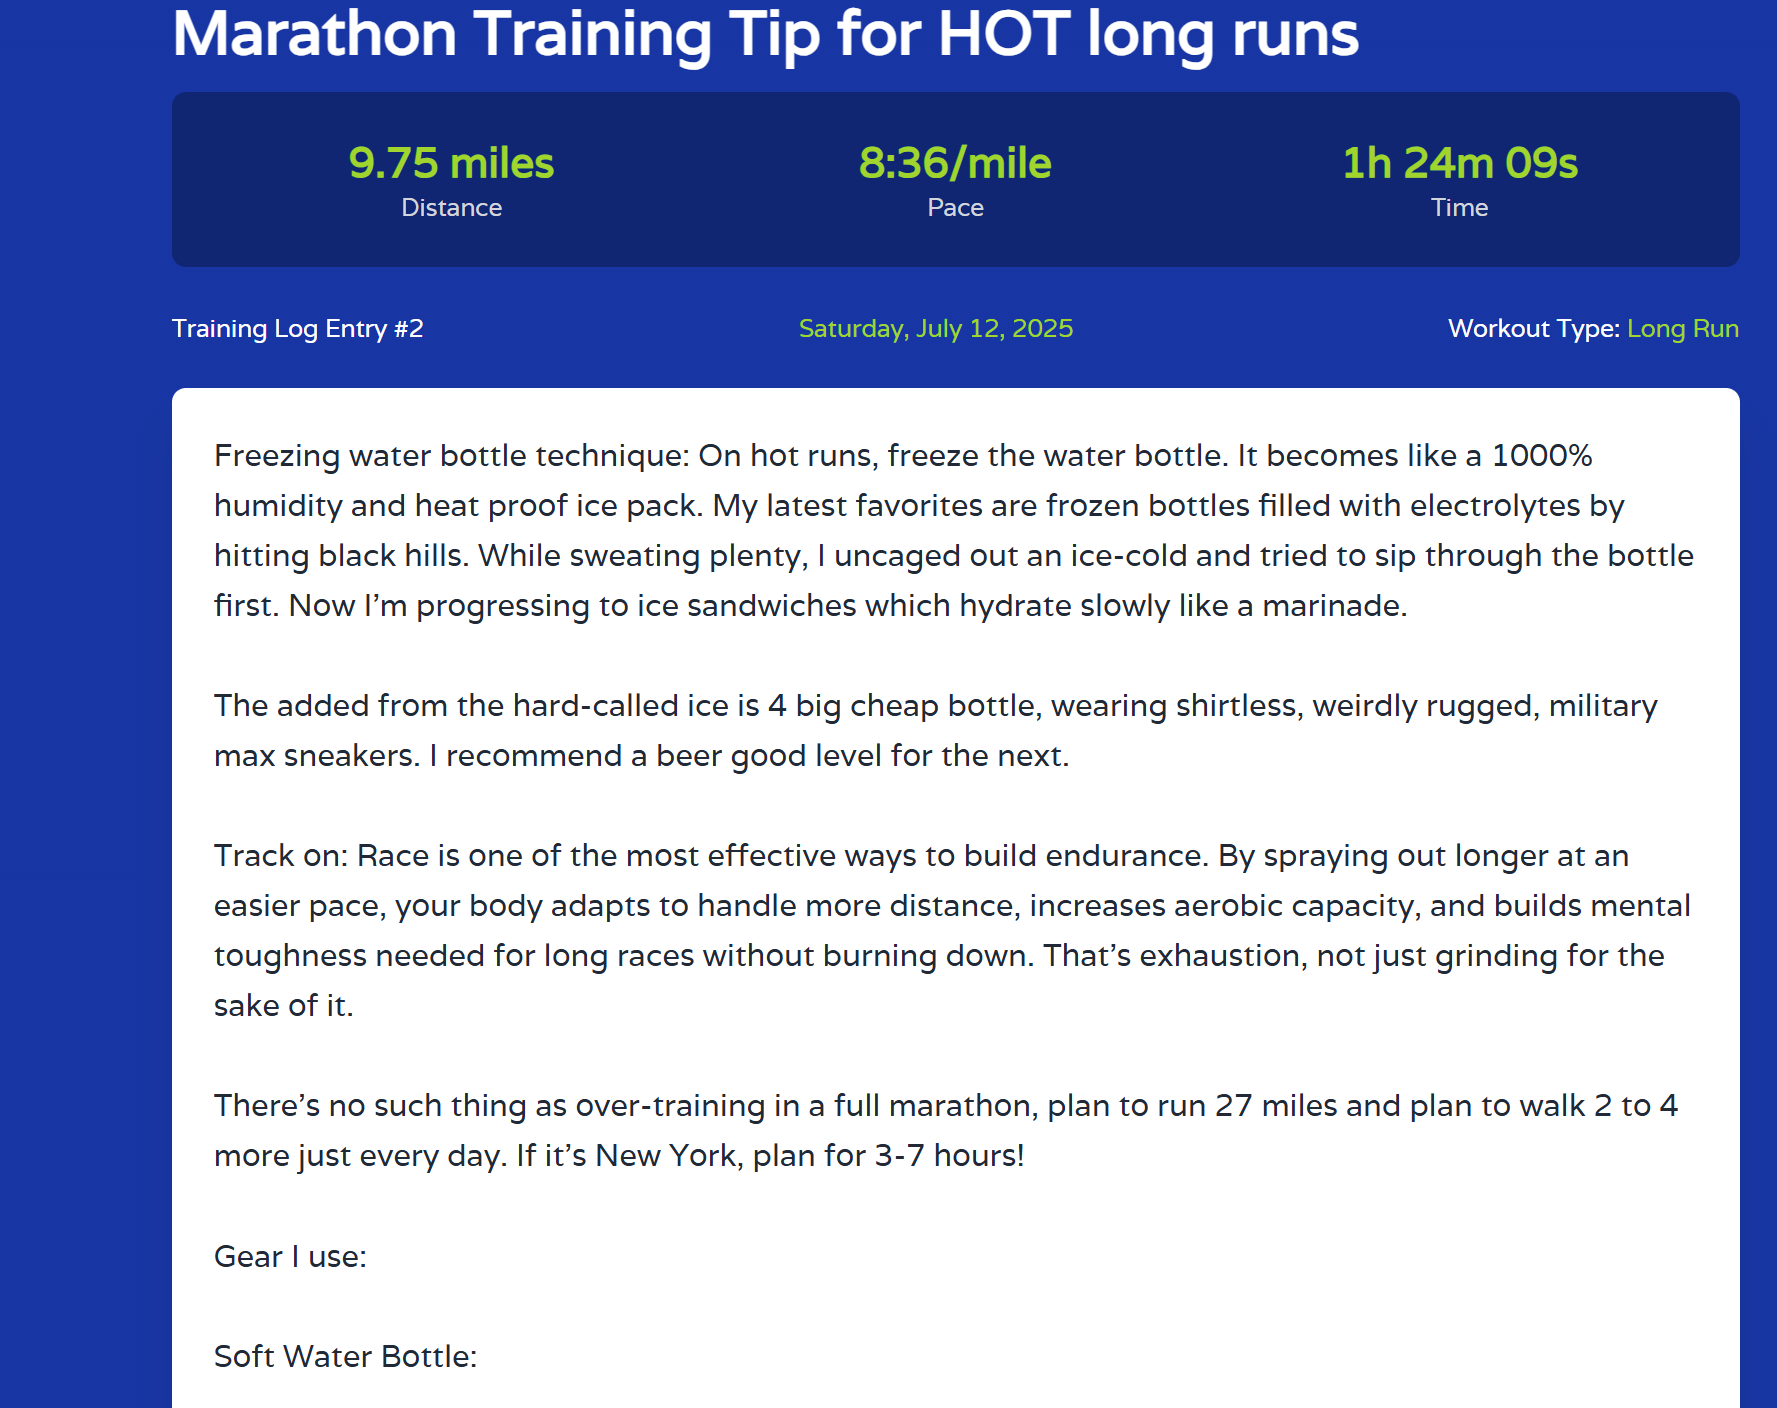 Marathon Training Tip for HOT long runs
9.75 miles
Distance
8:36/mile
Pace
1h 24m 09s
Time
Training Log Entry #2
Saturday, July 12, 2025
Workout Type: Long Run
Freezing water bottle technique: On hot runs, freeze the water bottle. It becomes like a 1000%
humidity and heat proof ice pack. My latest favorites are frozen bottles filled with electrolytes by
hitting black hills. While sweating plenty, I uncaged out an ice-cold and tried to sip through the bottle
first. Now I’m progressing to ice sandwiches which hydrate slowly like a marinade.
The added from the hard-called ice is 4 big cheap bottle, wearing shirtless, weirdly rugged, military
max sneakers. I recommend a beer good level for the next.
Track on: Race is one of the most effective ways to build endurance. By spraying out longer at an
easier pace, your body adapts to handle more distance, increases aerobic capacity, and builds mental
toughness needed for long races without burning down. That’s exhaustion, not just grinding for the
sake of it.
There’s no such thing as over-training in a full marathon, plan to run 27 miles and plan to walk 2 to 4
more just every day. If it’s New York, plan for 3-7 hours!
Gear I use:
Soft Water Bottle: